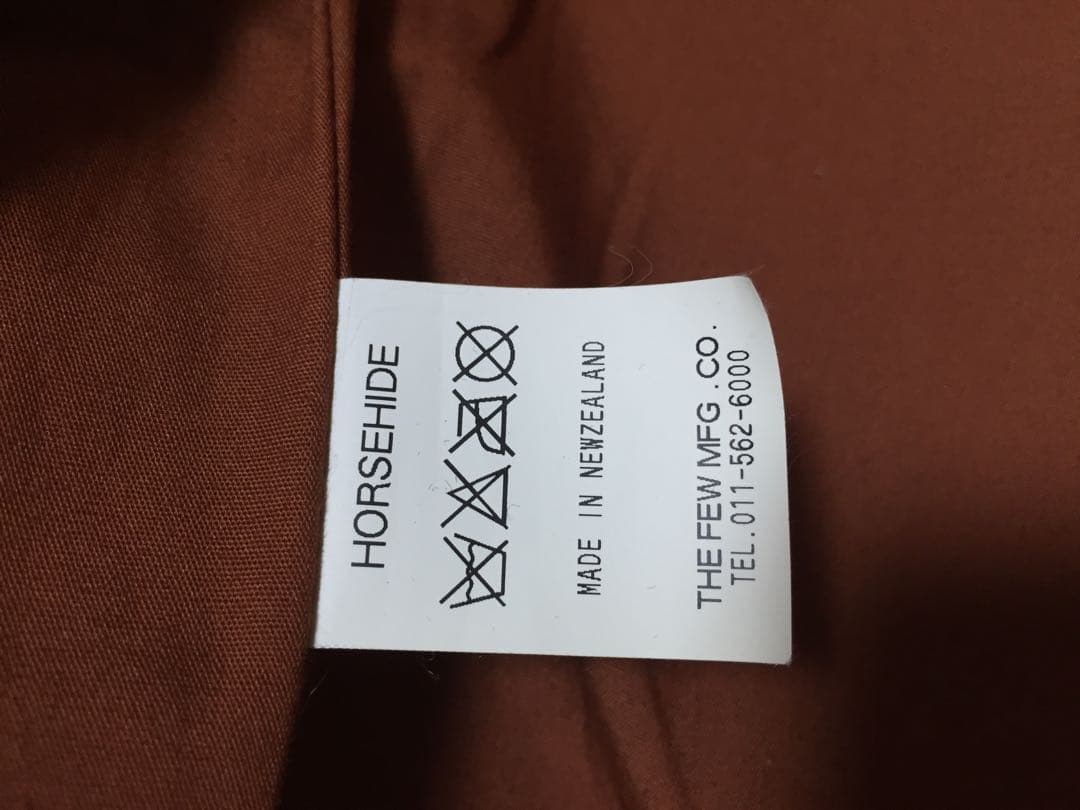 HORSEHIDE
MADE IN NEWZEALAND
THE FEW MFG .CO.
TEL.011-562-6000